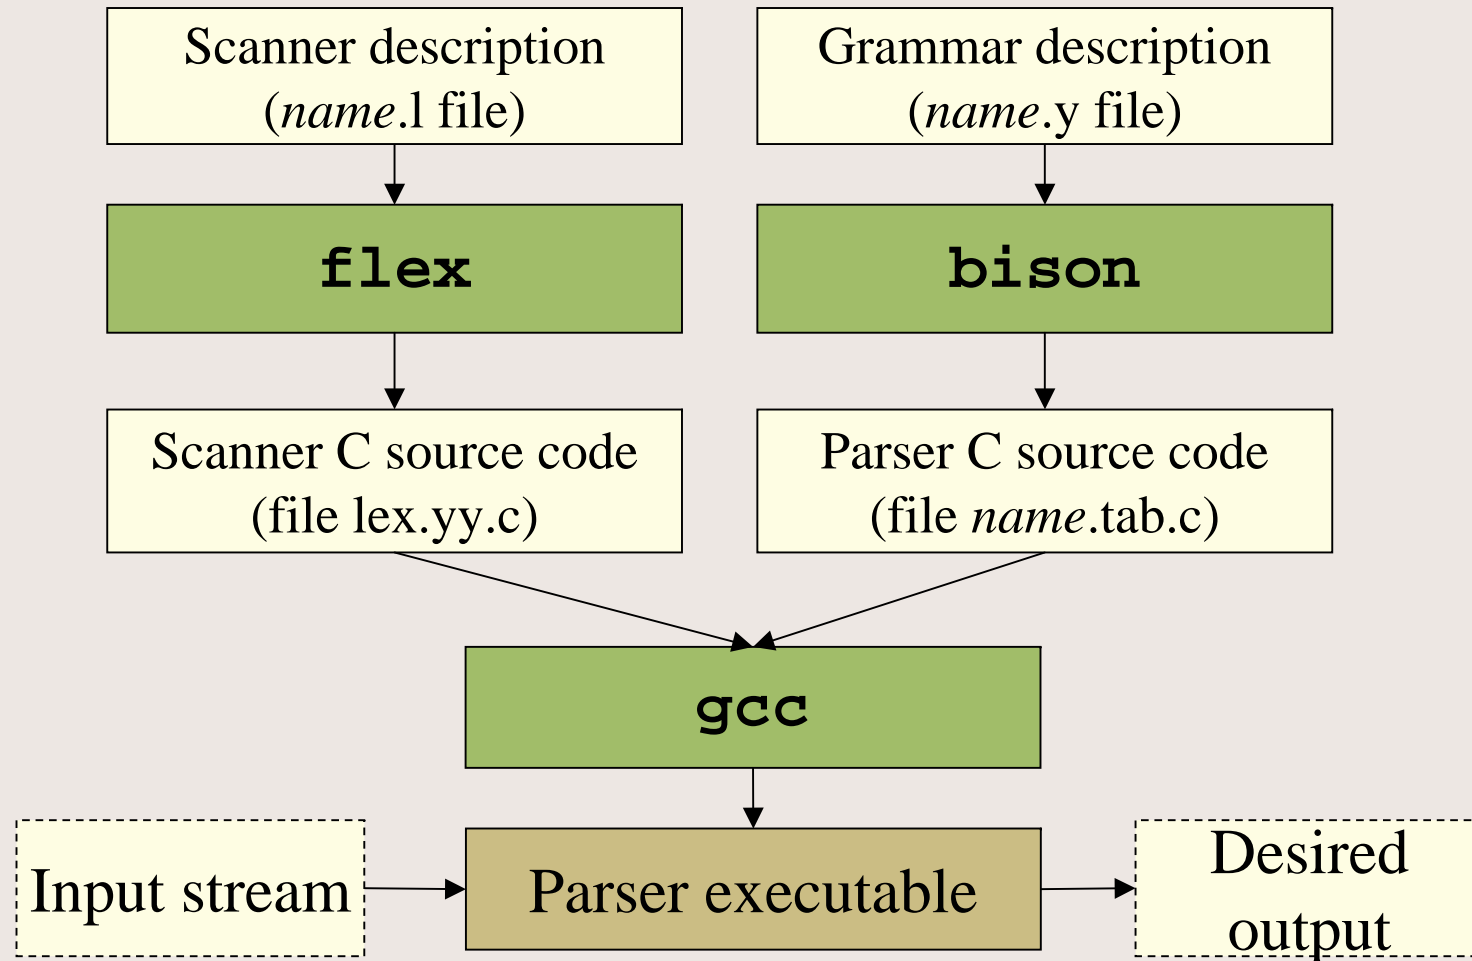 Scanner description
(name.l file)
Grammar description
(name.y file)
flex
bison
Scanner C source code
(file lex.yy.c)
Parser C source code
(file name.tab.c)
gcc
Input stream
Parser executable
Desired
output